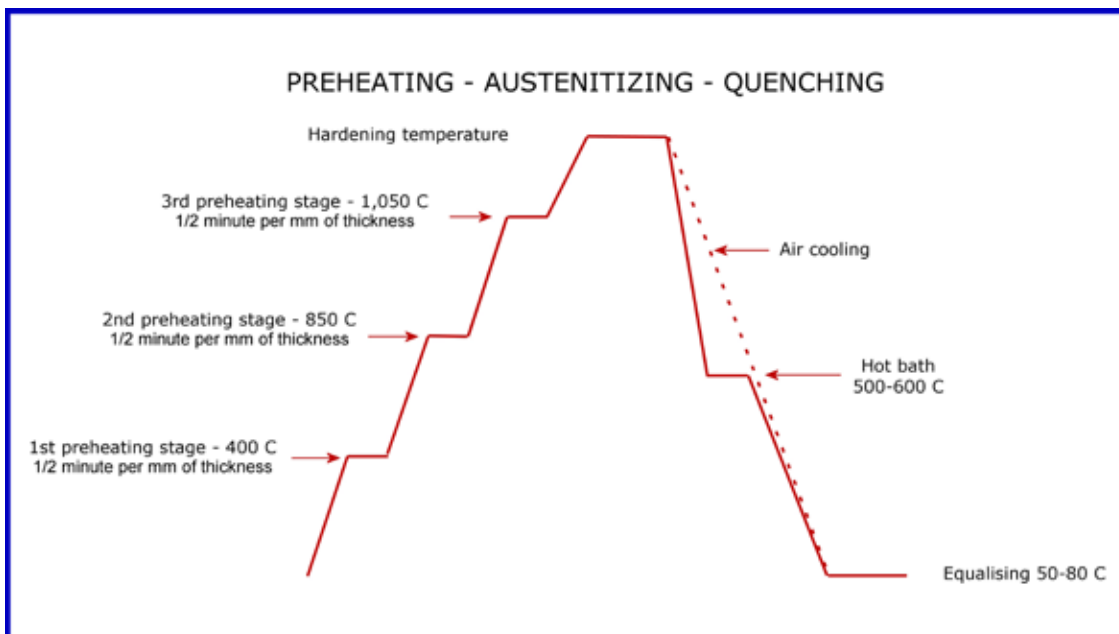 PREHEATING - AUSTENITIZING - QUENCHING
Hardening temperature
3rd preheating stage - 1,050 C
1/2 minute per mm of thickness
Air cooling
2nd preheating stage - 850 C
1/2 minute per mm of thickness
Hot bath
500-600 C
1st preheating stage - 400 C
1/2 minute per mm of thickness
Equalising 50-80 C